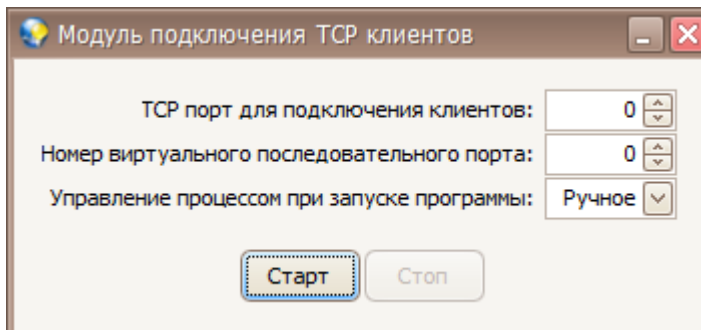 Модуль подключения TCP клиентов
TCP порт для подключения клиентов: 0
Номер виртуального последовательного порта: 0
Управление процессом при запуске программы: Ручное
Старт Стоп